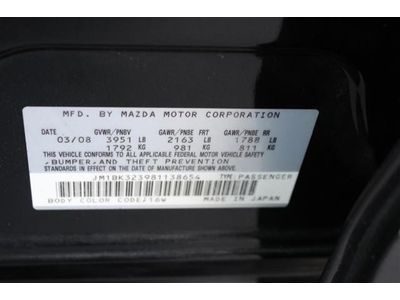 MFD. BY MAZDA MOTOR CORPORATION
GVWR/PNBV GAWR/PNBE FRT GAWR/PNBE RR
03/08 3951 LB 2163 LB 1788 LB
1792 KG 981 KG 811 KG
THIS VEHICLE CONFORMS TO ALL APPLICABLE FEDERAL MOTOR VEHICLE SAFETY
,BUMPER,AND THEFT PREVENTION
STANDARDS IN EFFECT ON THE DATE OF MANUFACTURE SHOWN ABOVE.
JM1BK323981138654 TYPE:PASSENGER
BODY COLOR CODE/16W MADE IN JAPAN